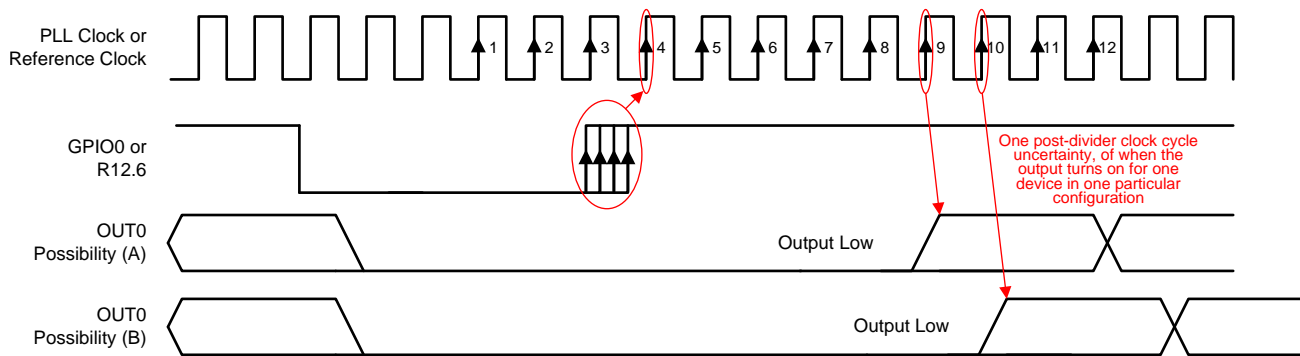 PLL Clock or
Reference Clock
1 2 3 4 5 6 7 8 9 10 11 12
GPIO0 or
R12.6
One post-divider clock cycle
uncertainty, of when the
output turns on for one
device in one particular
configuration
OUT0
Possibility (A)
Output Low
OUT0
Possibility (B)
Output Low